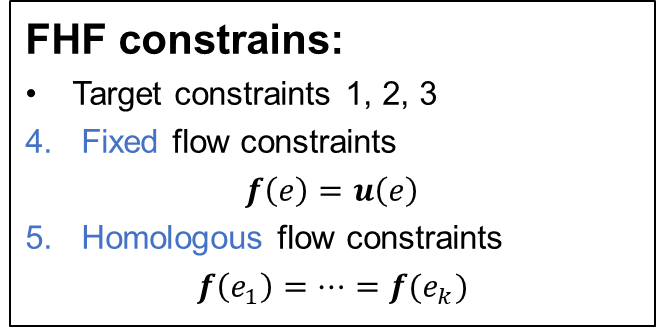 FHF constrains:
• Target constraints 1, 2, 3
4. Fixed flow constraints
𝒇(𝑒) = 𝒖(𝑒)
5. Homologous flow constraints
𝒇(𝑒₁) = ⋯ = 𝒇(𝑒ₖ)